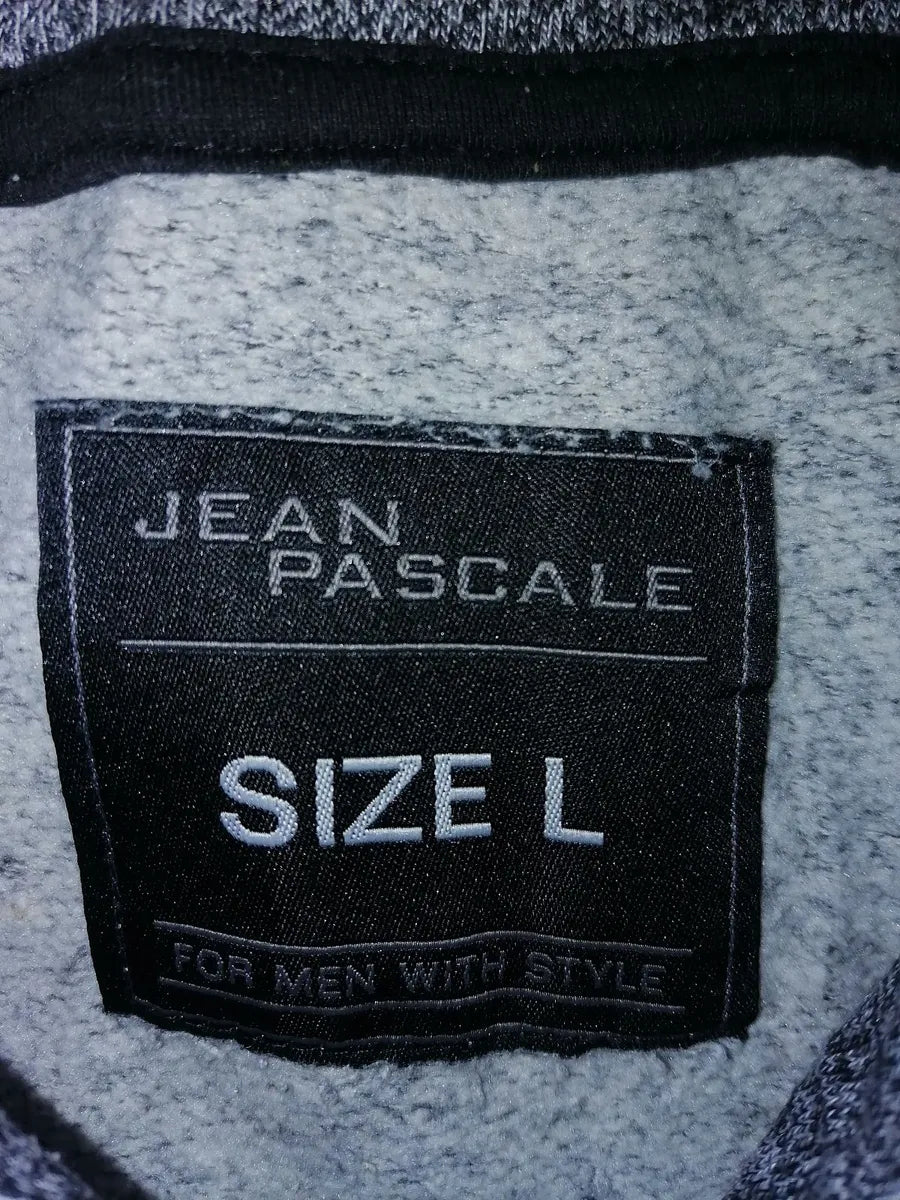 JEAN
PASCALE
SIZE L
FOR MEN WITH STYLE